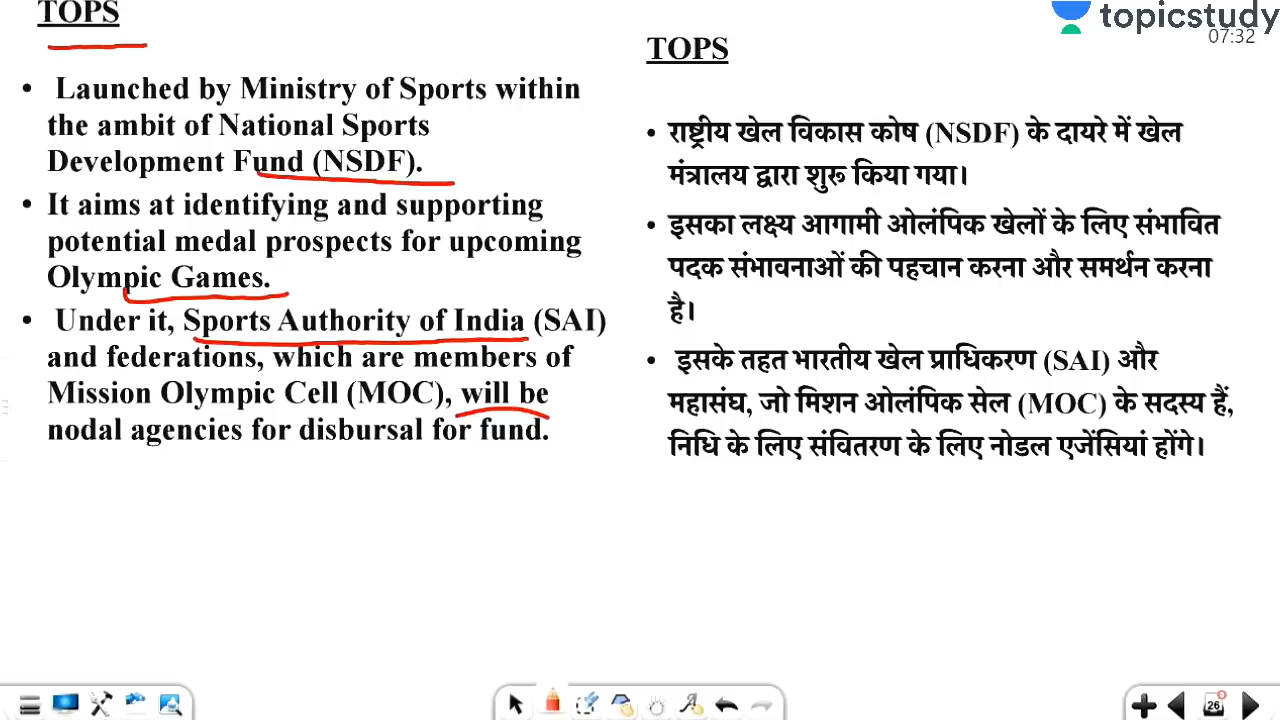 TOPS
• Launched by Ministry of Sports within
the ambit of National Sports
Development Fund (NSDF).
• It aims at identifying and supporting
potential medal prospects for upcoming
Olympic Games.
• Under it, Sports Authority of India (SAI)
and federations, which are members of
Mission Olympic Cell (MOC), will be
nodal agencies for disbursal for fund.
topicstudy
07:32
TOPS
• राष्ट्रीय खेल विकास कोष (NSDF) के दायरे में खेल
मंत्रालय द्वारा शुरू किया गया।
• इसका लक्ष्य आगामी ओलंपिक खेलों के लिए संभावित
पदक संभावनाओं की पहचान करना और समर्थन करना
है।
• इसके तहत भारतीय खेल प्राधिकरण (SAI) और
महासंघ, जो मिशन ओलंपिक सेल (MOC) के सदस्य हैं,
निधि के लिए संवितरण के लिए नोडल एजेंसियां होंगे।
26